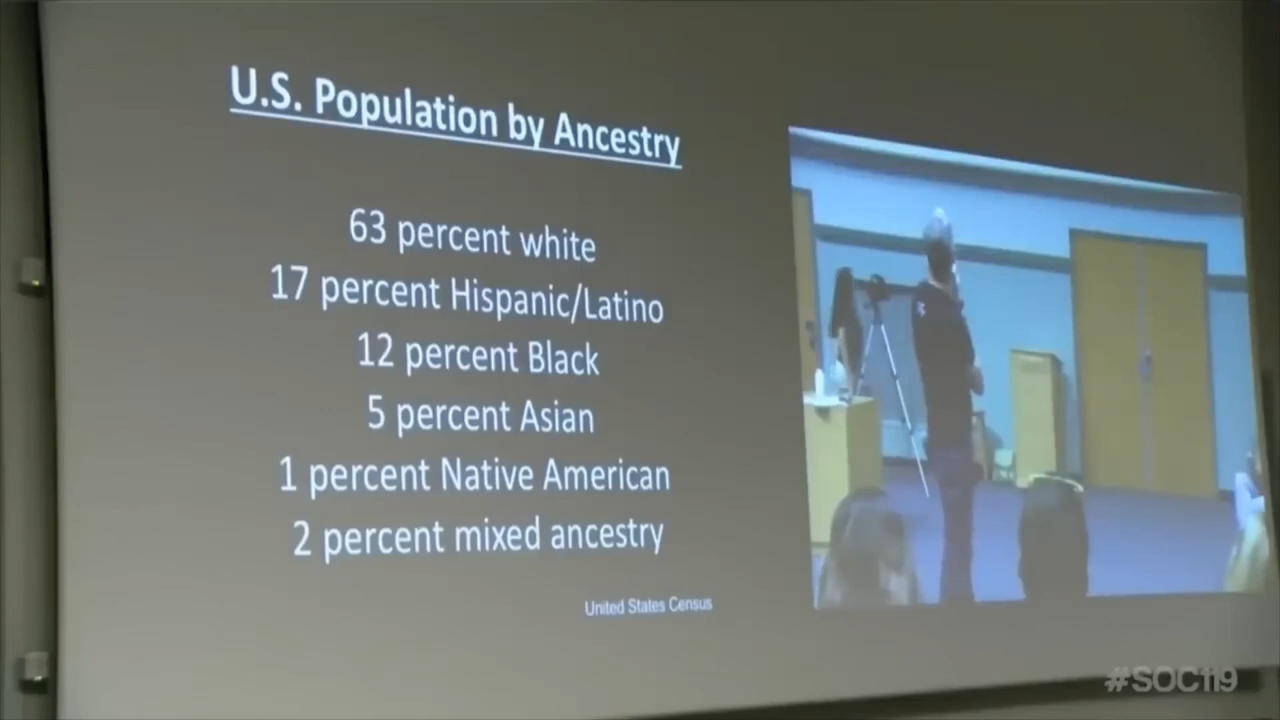 U.S. Population by Ancestry
63 percent white
17 percent Hispanic/Latino
12 percent Black
5 percent Asian
1 percent Native American
2 percent mixed ancestry
United States Census
#SOC119